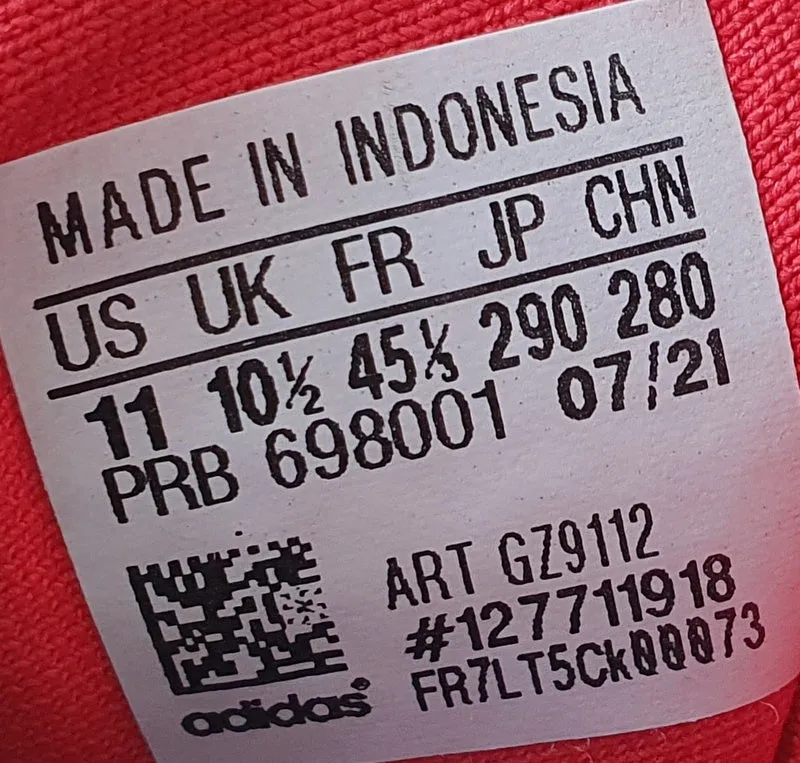 MADE IN INDONESIA
US UK FR JP CHN
11 10½ 45⅓ 290 280
PRB 698001 07/21
ART GZ9112
#127711918
FR7LT5Ck00073
adidas®